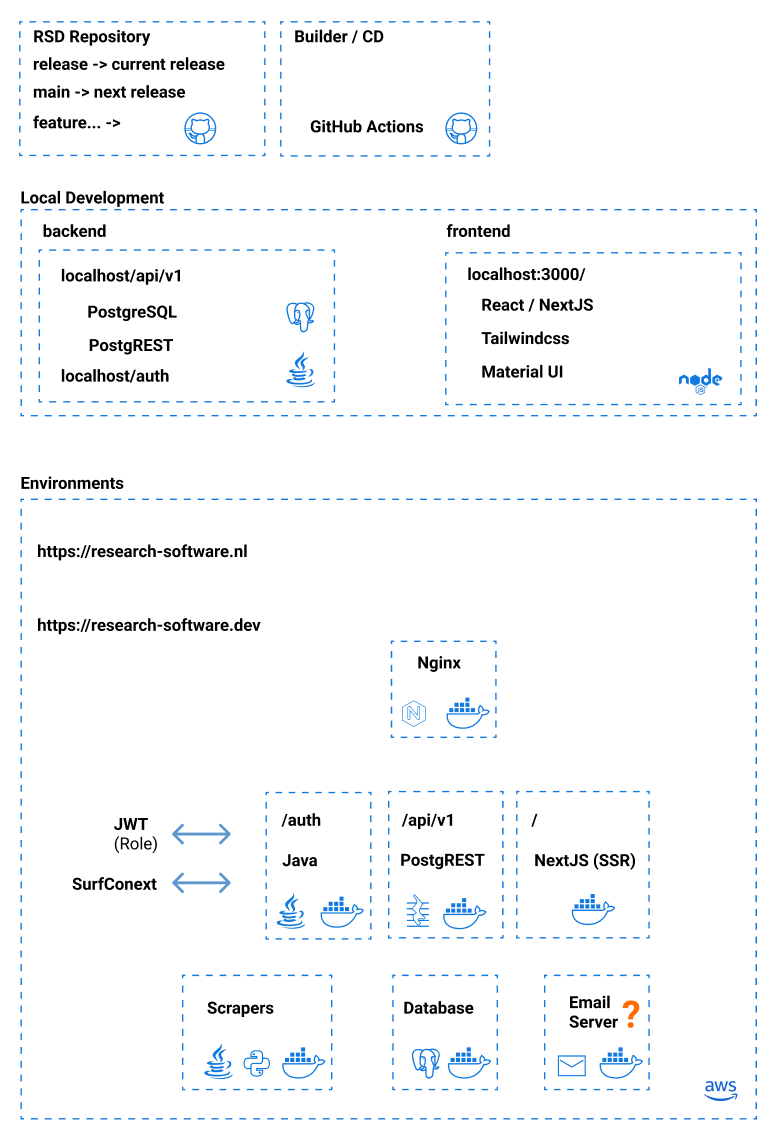 RSD Repository
release -> current release
main -> next release
feature... ->
Builder / CD
GitHub Actions
Local Development
backend
localhost/api/v1
PostgreSQL
PostgREST
localhost/auth
frontend
localhost:3000/
React / NextJS
Tailwindcss
Material UI
node
JS
Environments
https://research-software.nl
https://research-software.dev
Nginx
N
JWT
(Role)
SurfConext
/auth
Java
/api/v1
PostgREST
/
NextJS (SSR)
Scrapers
Database
Email
Server ?
aws